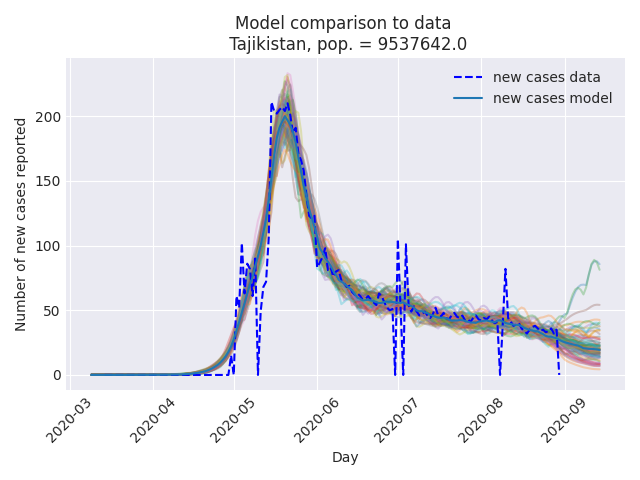 Model comparison to data
Tajikistan, pop. = 9537642.0
new cases data
new cases model
Number of new cases reported
200
150
100
50
0
2020-03
2020-04
2020-05
2020-06
2020-07
2020-08
2020-09
Day